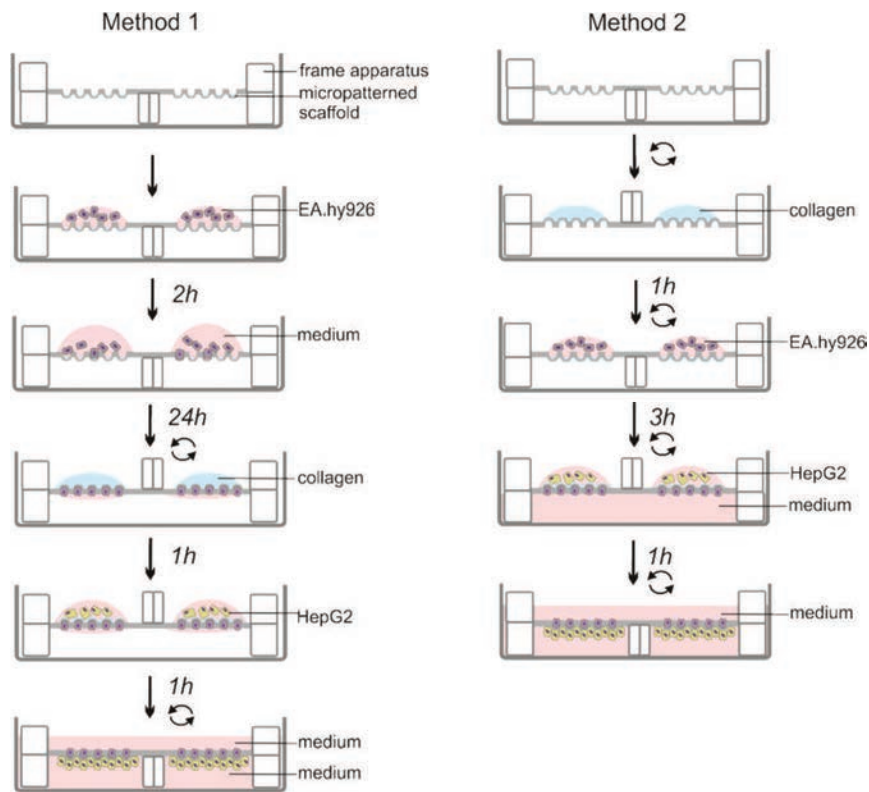 Method 1
frame apparatus
micropatterned
scaffold
EA.hy926
2h
medium
24h
collagen
1h
HepG2
1h
medium
medium
Method 2
collagen
1h
EA.hy926
3h
HepG2
medium
1h
medium